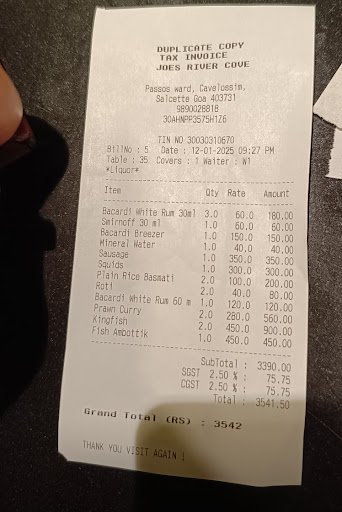 DUPLICATE COPY
TAX INVOICE
JOES RIVER COVE
Passos ward, Cavelossim,
Salcette Goa 403731
9890028818
30AHNPP3575H1Z6
TIN NO 30030310670
BillNo : 5 Date : 12-01-2025 09:27 PM
Table : 35 Covers : 1 Waiter : W1
*Liquor*
Item Qty Rate Amount
Bacardi White Rum 30ml 3.0 60.0 180.00
Smirnoff 30 ml 1.0 60.0 60.00
Bacardi Breezer 1.0 150.0 150.00
Mineral Water 1.0 40.0 40.00
Sausage 1.0 350.0 350.00
Squids 1.0 300.0 300.00
Plain Rice Basmati 2.0 100.0 200.00
Roti 2.0 40.0 80.00
Bacardi White Rum 60 m 1.0 120.0 120.00
Prawn Curry 2.0 280.0 560.00
Kingfish 2.0 450.0 900.00
Fish Ambottik 1.0 450.0 450.00
SubTotal : 3390.00
SGST 2.50 % : 75.75
CGST 2.50 % : 75.75
Total : 3541.50
Grand Total (RS) : 3542
THANK YOU VISIT AGAIN !